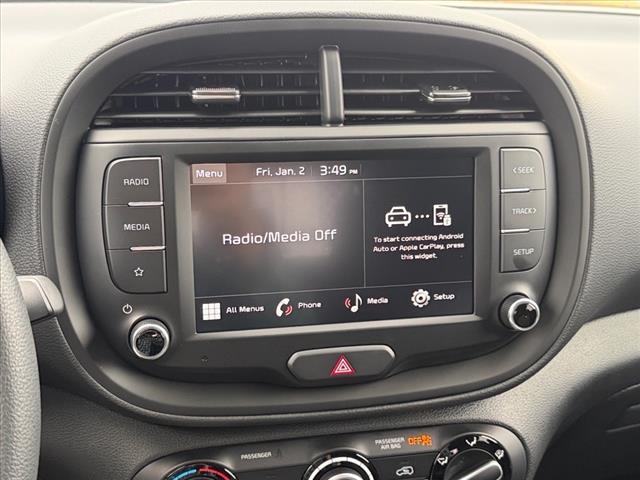 RADIO
MEDIA
Menu Fri, Jan. 2 3:49 PM
Radio/Media Off
To start connecting Android
Auto or Apple CarPlay, press
this widget.
All Menus Phone Media Setup
< SEEK
TRACK >
SETUP
PASSENGER
PASSENGER
AIR BAG
OFF